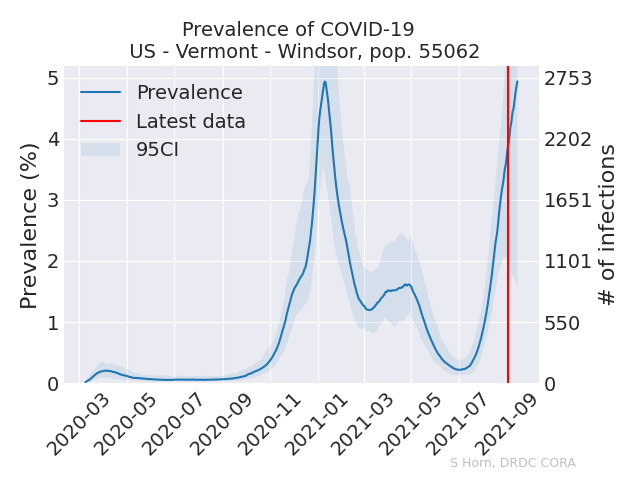 Prevalence of COVID-19
US - Vermont - Windsor, pop. 55062
Prevalence
Latest data
95CI
Prevalence (%)
5
4
3
2
1
0
2753
2202
1651
1101
550
0
# of infections
2020-03
2020-05
2020-07
2020-09
2020-11
2021-01
2021-03
2021-05
2021-07
2021-09
S Horn, DRDC CORA